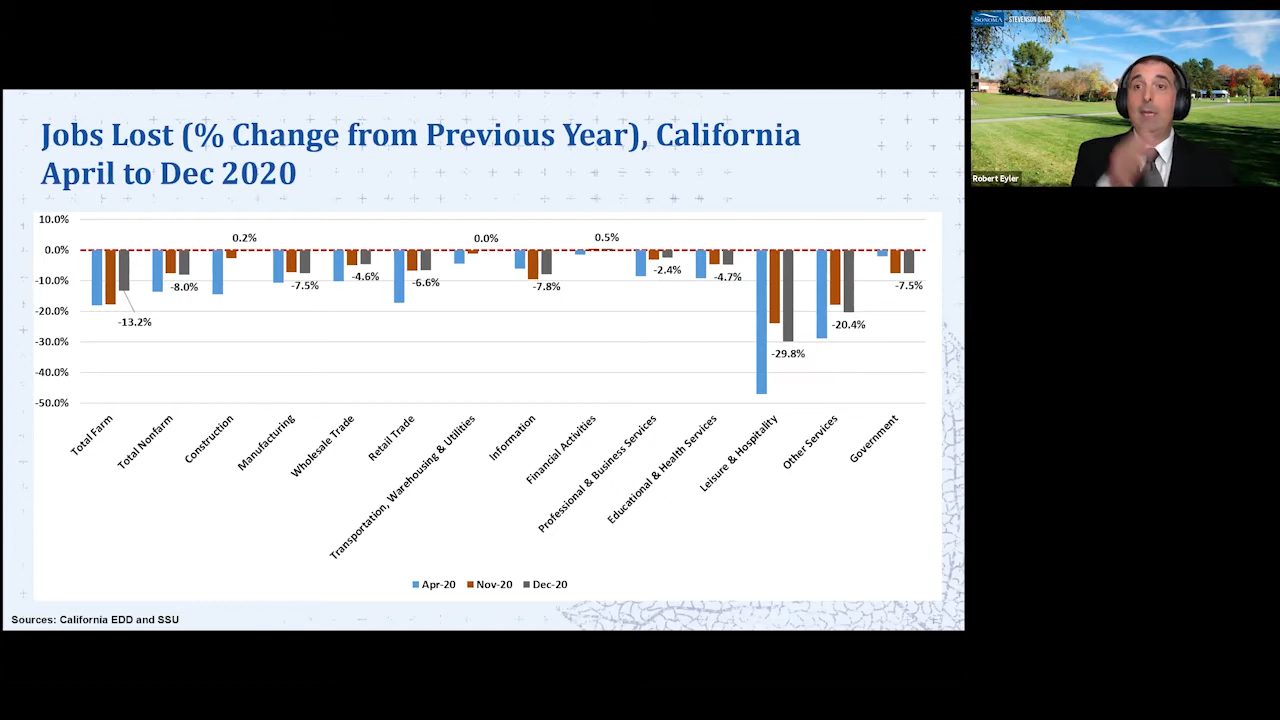 SONOMA
STEVENSON QUAD
Robert Eyler
Jobs Lost (% Change from Previous Year), California
April to Dec 2020
10.0%
0.0%
-10.0%
-20.0%
-30.0%
-40.0%
-50.0%
-13.2%
-8.0%
0.2%
-7.5%
-4.6%
-6.6%
0.0%
-7.8%
0.5%
-2.4%
-4.7%
-29.8%
-20.4%
-7.5%
Total Farm
Total Nonfarm
Construction
Manufacturing
Wholesale Trade
Retail Trade
Transportation, Warehousing & Utilities
Information
Financial Activities
Professional & Business Services
Educational & Health Services
Leisure & Hospitality
Other Services
Government
Apr-20 Nov-20 Dec-20
Sources: California EDD and SSU